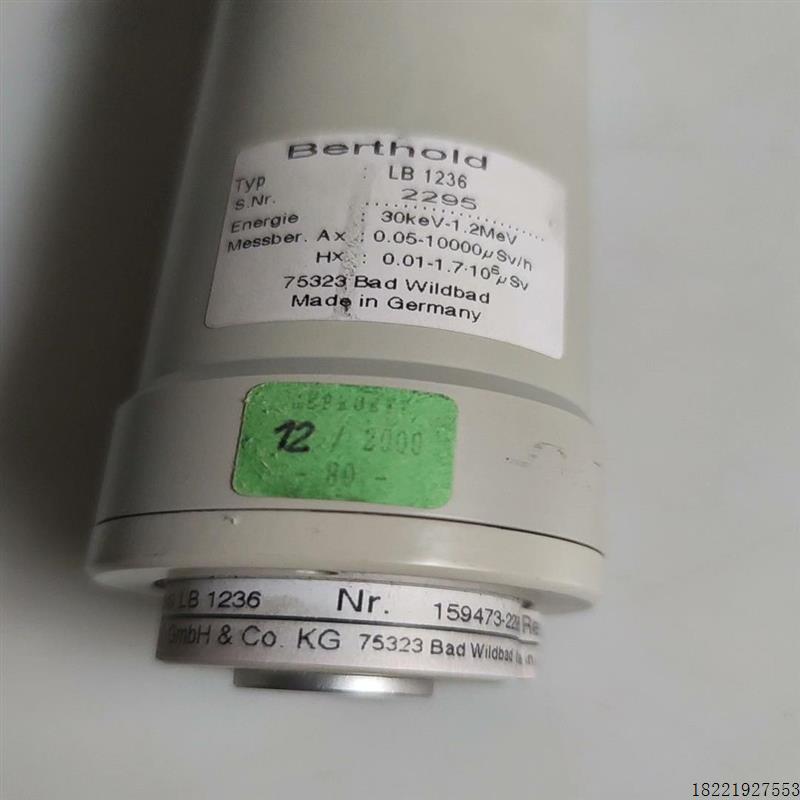 Berthold
Typ : LB 1236
S.Nr. 2295
Energie : 30keV-1.2MeV
Messber. Ax : 0.05-10000µSv/h
Hx : 0.01-1.7·10⁶µSv
75323 Bad Wildbad
Made in Germany
12 / 2000
- 80 -
LB 1236 Nr. 159473-
GmbH & Co. KG 75323 Bad Wildbad
18221927553